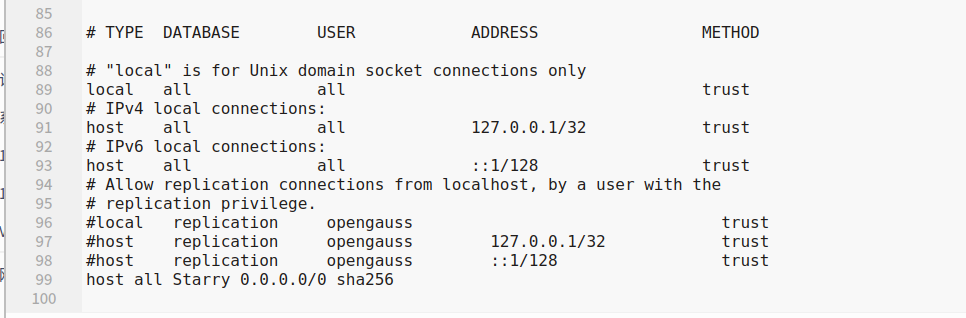 85
86 # TYPE  DATABASE        USER            ADDRESS                 METHOD
87
88 # "local" is for Unix domain socket connections only
89 local   all             all                                     trust
90 # IPv4 local connections:
91 host    all             all             127.0.0.1/32            trust
92 # IPv6 local connections:
93 host    all             all             ::1/128                 trust
94 # Allow replication connections from localhost, by a user with the
95 # replication privilege.
96 #local   replication     opengauss                                trust
97 #host    replication     opengauss        127.0.0.1/32            trust
98 #host    replication     opengauss        ::1/128                 trust
99 host all Starry 0.0.0.0/0 sha256
100